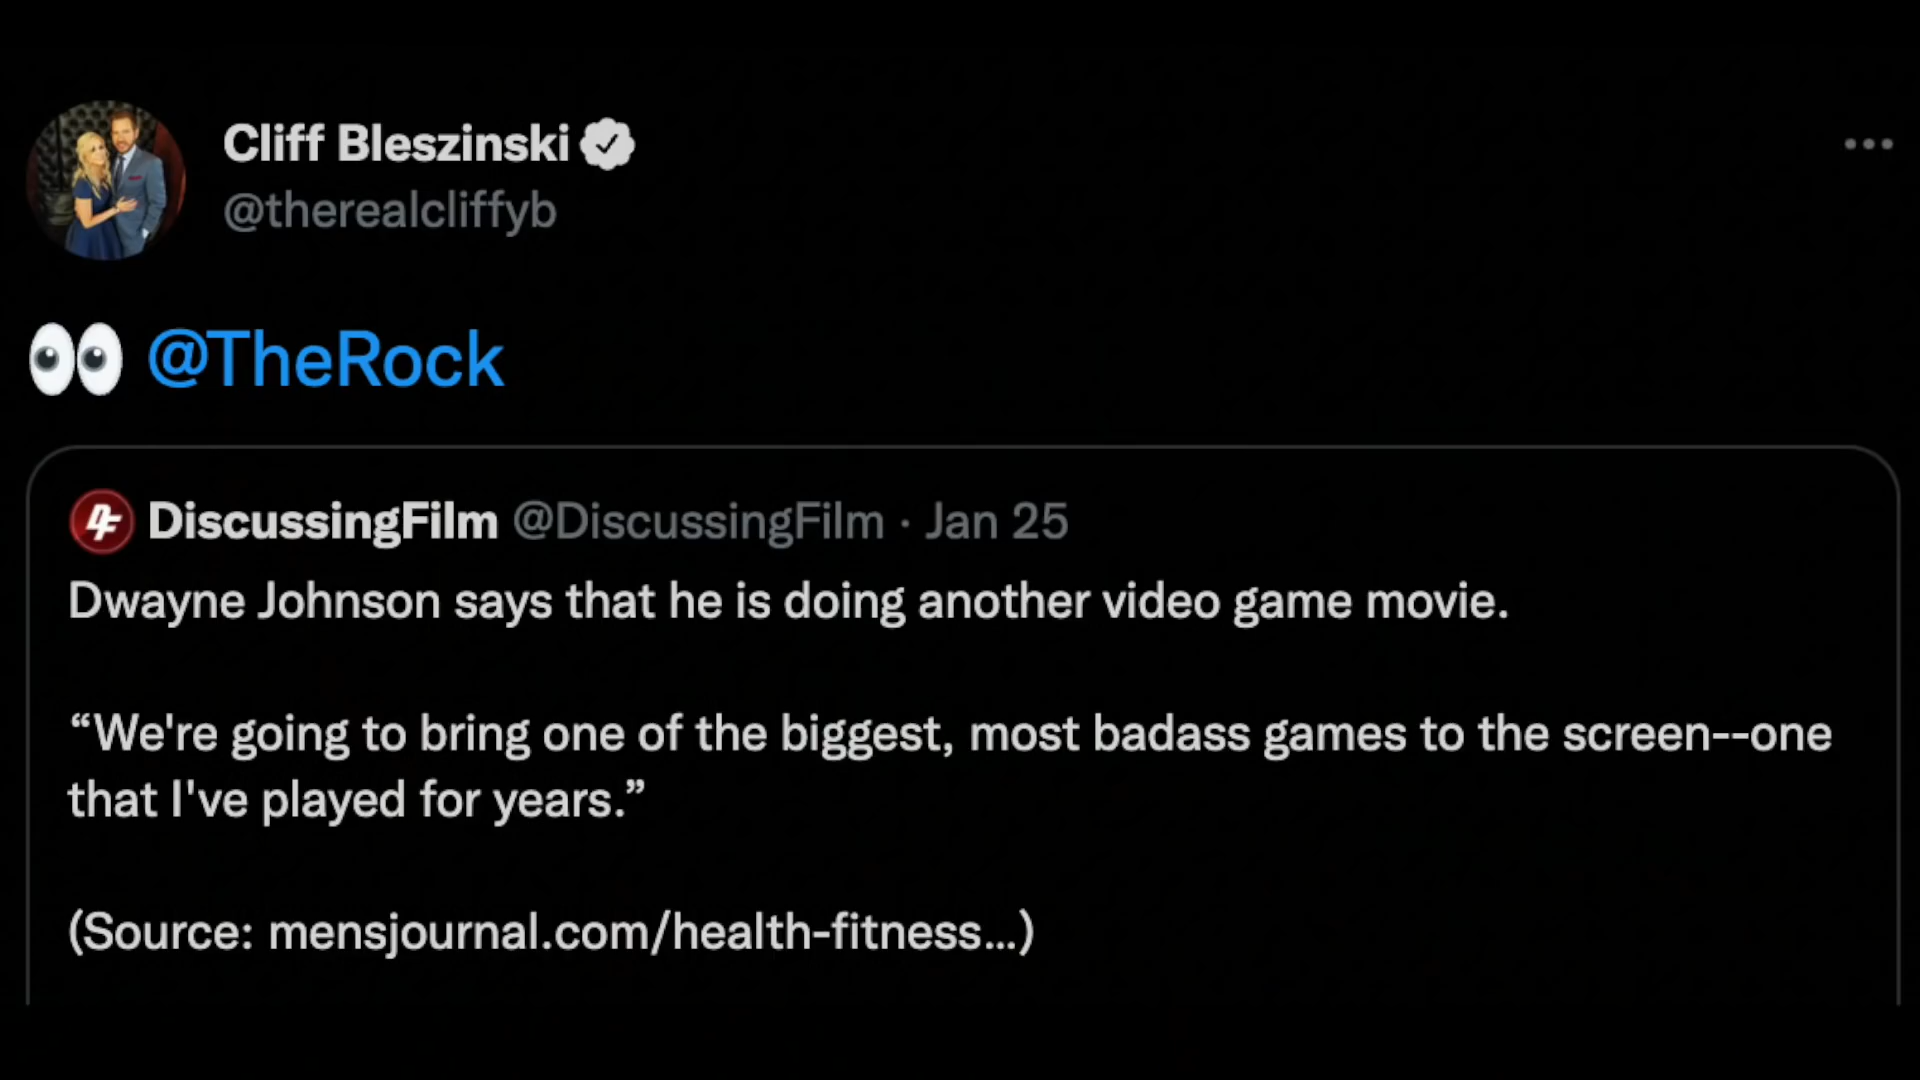 Cliff Bleszinski
@therealcliffyb
👀 @TheRock
DiscussingFilm @DiscussingFilm · Jan 25
Dwayne Johnson says that he is doing another video game movie.
“We're going to bring one of the biggest, most badass games to the screen--one
that I've played for years.”
(Source: mensjournal.com/health-fitness…)